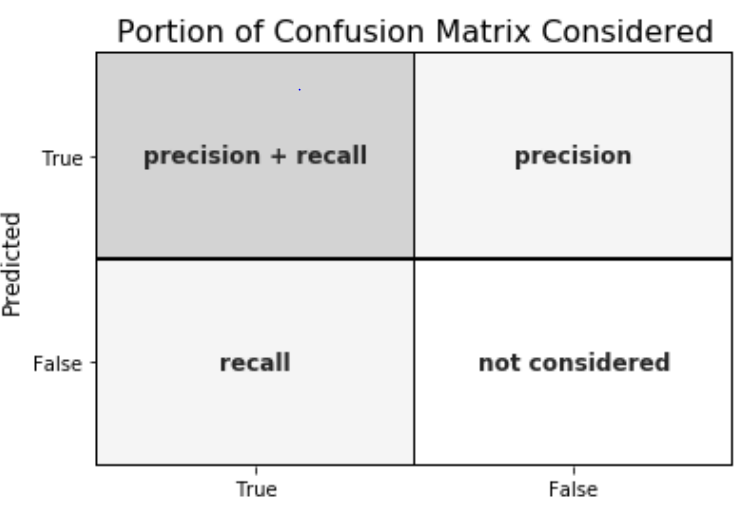 Portion of Confusion Matrix Considered
Predicted
True
precision + recall
precision
False
recall
not considered
True
False